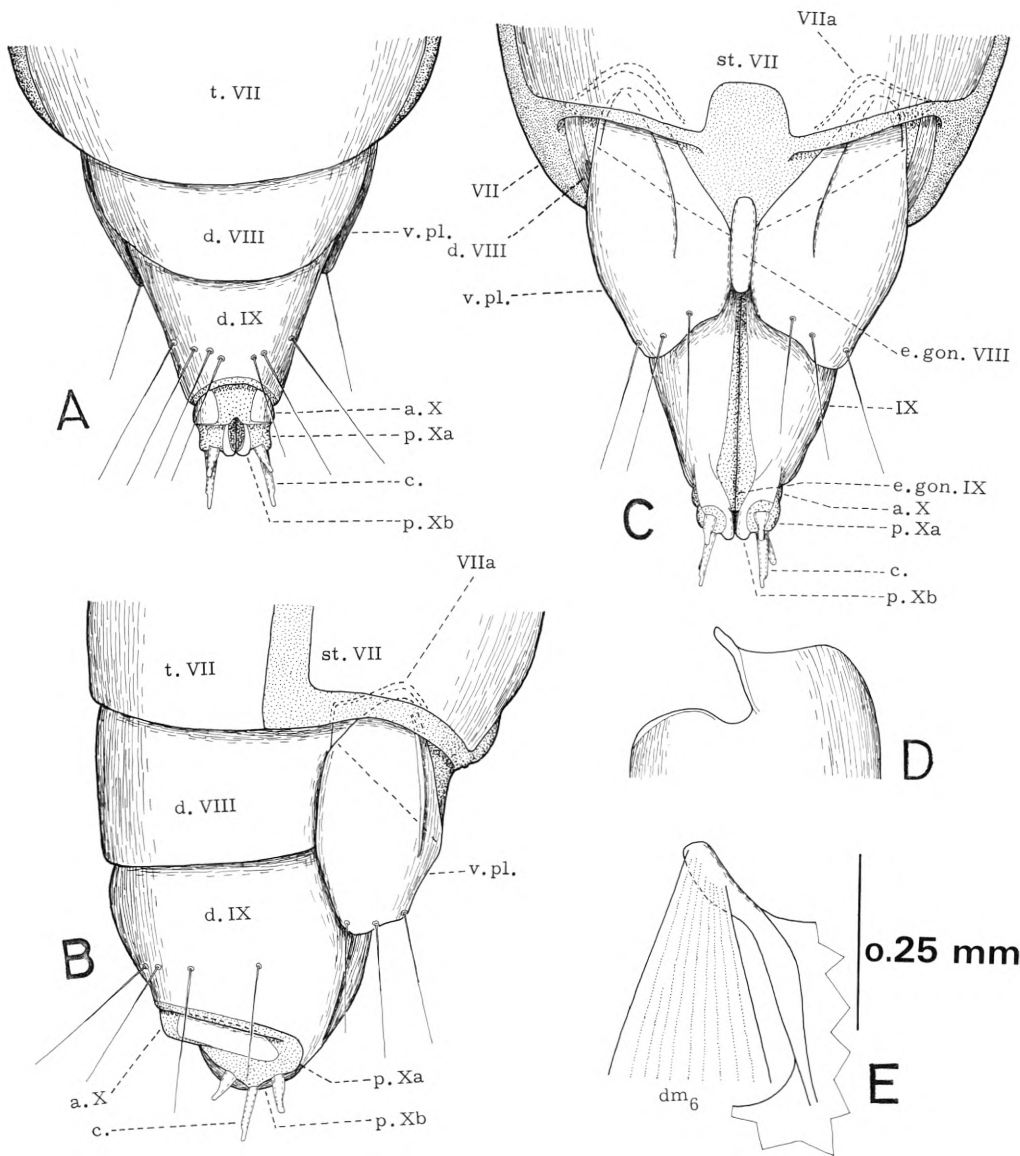 t. VII
d. VIII
v. pl.
d. IX
A
a. X
p. Xa
c.
p. Xb
VIIa
st. VII
VII
d. VIII
v. pl.
e. gon. VIII
IX
C
e. gon. IX
a. X
p. Xa
c.
p. Xb
VIIa
t. VII
st. VII
d. VIII
v. pl.
d. IX
B
p. Xa
a. X
c.
p. Xb
D
0.25 mm
E
dm6